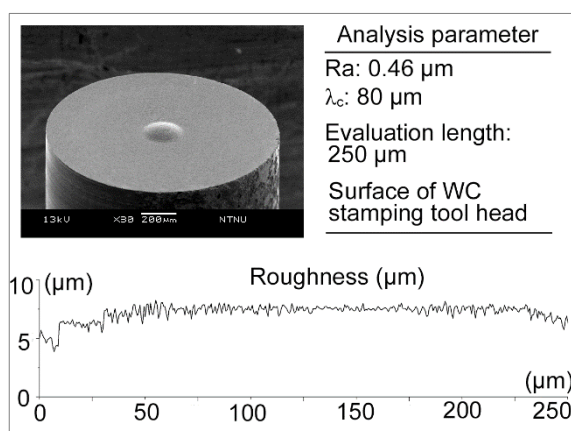 Analysis parameter
Ra: 0.46 μm
λc: 80 μm
Evaluation length:
250 μm
Surface of WC
stamping tool head
13kV X30 200μm NTNU
Roughness (μm)
10 (μm)
5
0
(μm)
0 50 100 150 200 250